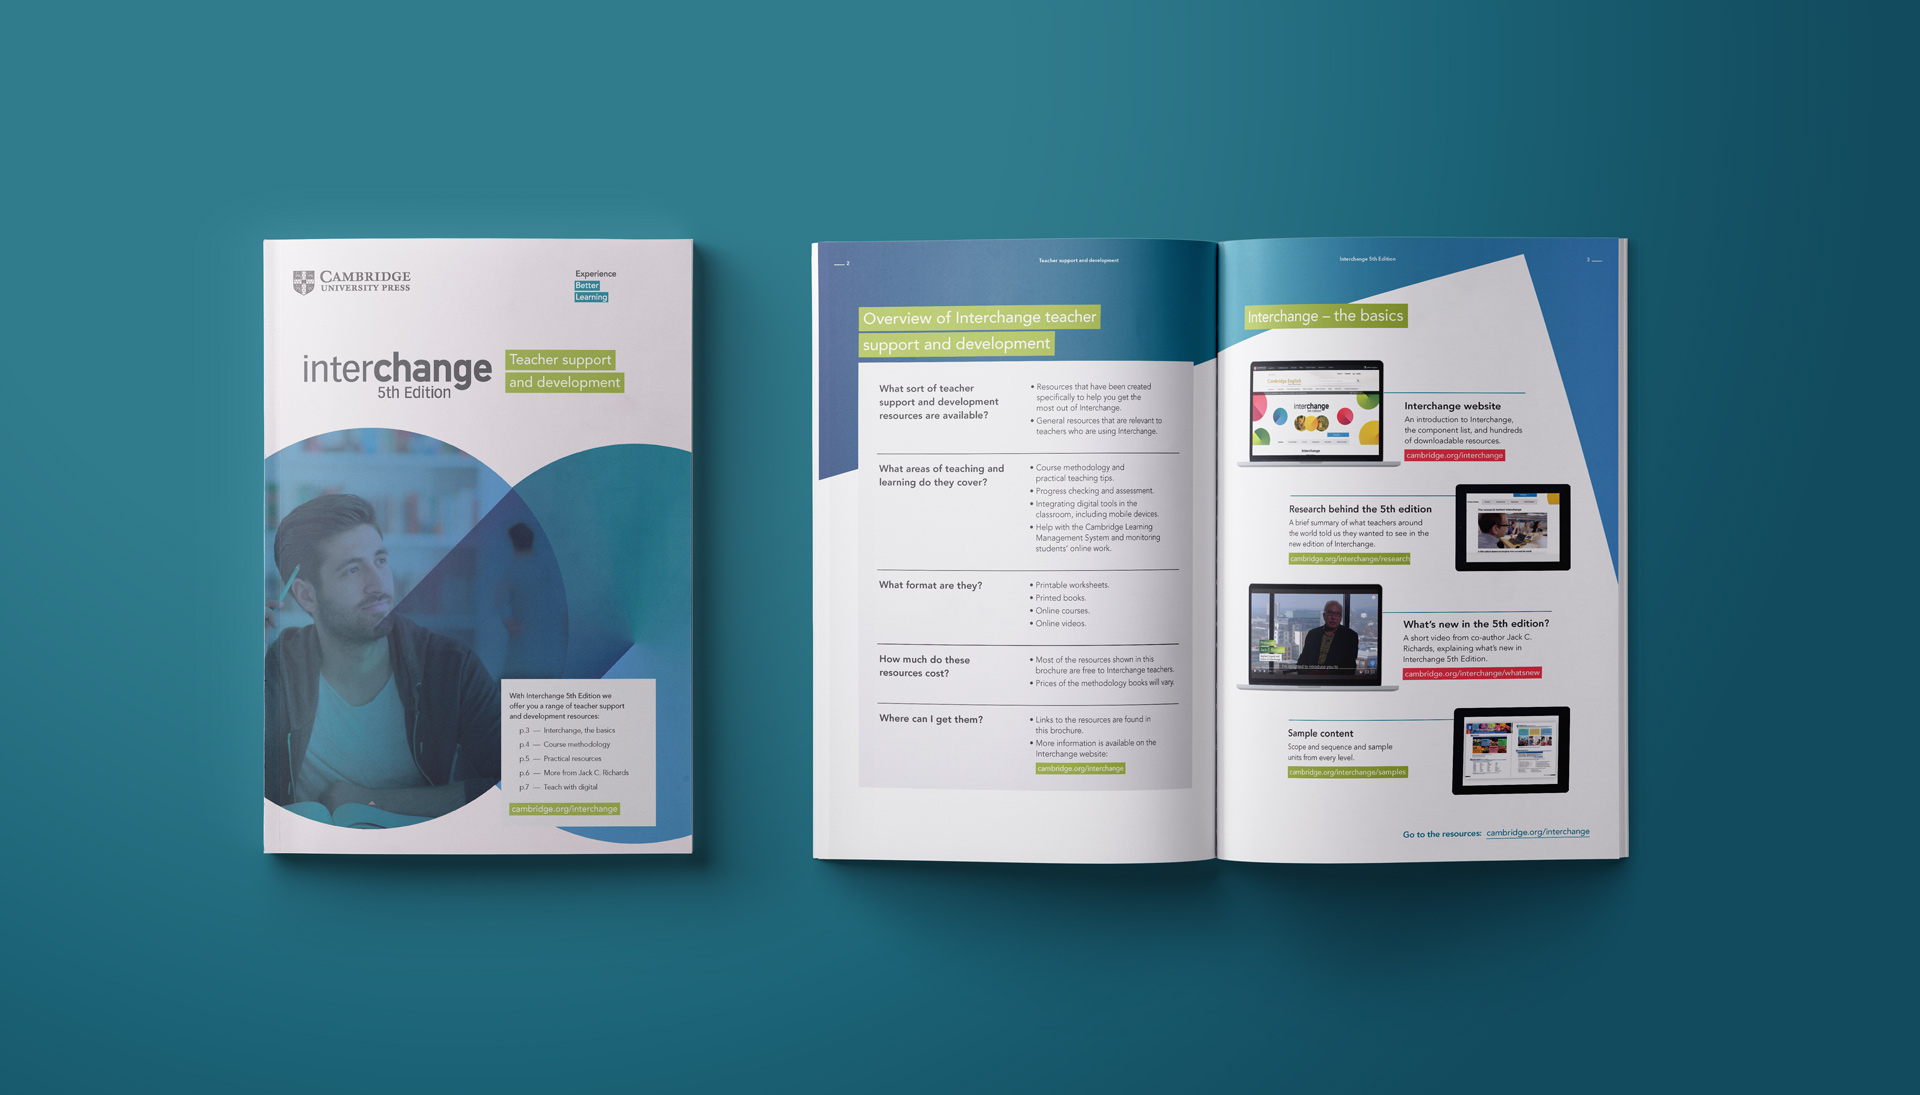 CAMBRIDGE
UNIVERSITY PRESS
Experience
Better
Learning
interchange
5th Edition
Teacher support
and development
With Interchange 5th Edition we
offer you a range of teacher support
and development resources:
p.3 — Interchange, the basics
p.4 — Course methodology
p.5 — Practical resources
p.6 — More from Jack C. Richards
p.7 — Teach with digital
cambridge.org/interchange
2
Teacher support and development
Overview of Interchange teacher
support and development
What sort of teacher
support and development
resources are available?
• Resources that have been created
specifically to help you get the
most out of Interchange.
• General resources that are relevant to
teachers who are using Interchange.
What areas of teaching and
learning do they cover?
• Course methodology and
practical teaching tips.
• Progress checking and assessment.
• Integrating digital tools in the
classroom, including mobile devices.
• Help with the Cambridge Learning
Management System and monitoring
students' online work.
What format are they?
• Printable worksheets.
• Printed books.
• Online courses.
• Online videos.
How much do these
resources cost?
• Most of the resources shown in this
brochure are free to Interchange teachers.
• Prices of the methodology books will vary.
Where can I get them?
• Links to the resources are found in
this brochure.
• More information is available on the
Interchange website:
cambridge.org/interchange
Interchange 5th Edition
3
Interchange – the basics
Cambridge English
interchange
Interchange
Interchange website
An introduction to Interchange,
the component list, and hundreds
of downloadable resources.
cambridge.org/interchange
Research behind the 5th edition
A brief summary of what teachers around
the world told us they wanted to see in the
new edition of Interchange.
cambridge.org/interchange/research
What's new in the 5th edition?
A short video from co-author Jack C.
Richards, explaining what's new in
Interchange 5th Edition.
cambridge.org/interchange/whatsnew
Sample content
Scope and sequence and sample
units from every level.
cambridge.org/interchange/samples
Go to the resources: cambridge.org/interchange